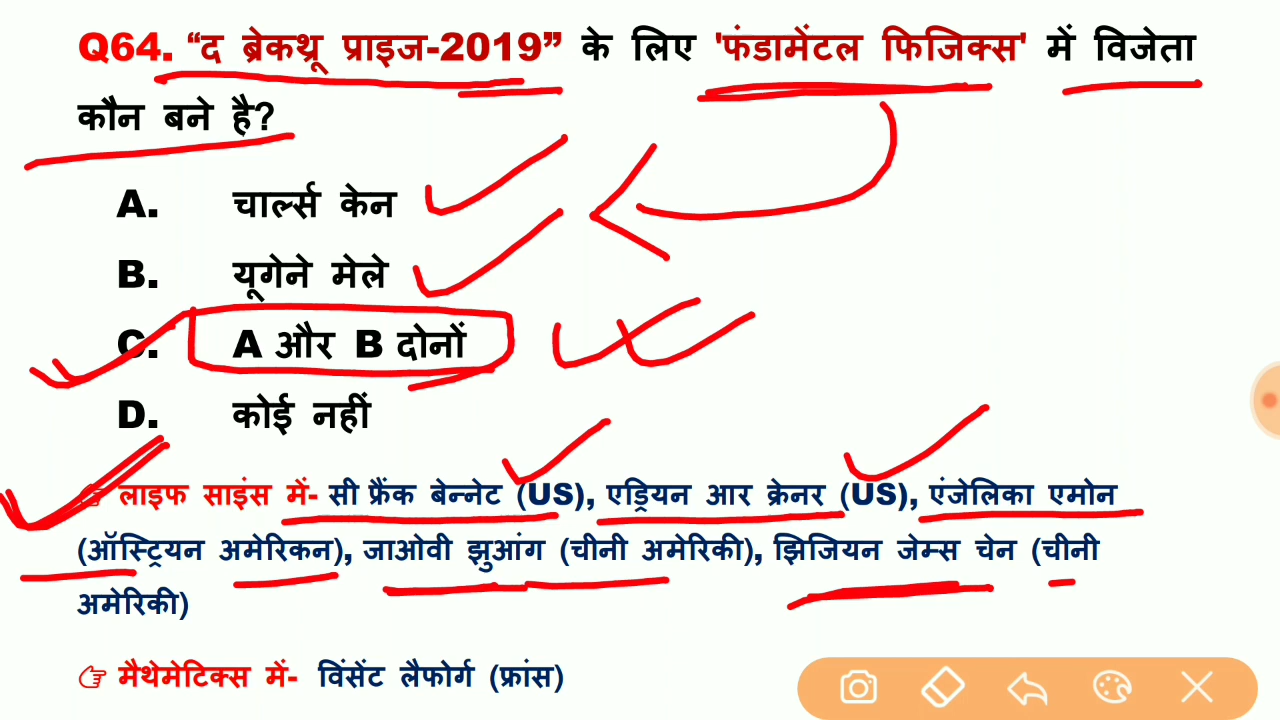 Q64. “द ब्रेकथ्रू प्राइज-2019” के लिए 'फंडामेंटल फिजिक्स' में विजेता
कौन बने है?
A. चार्ल्स केन
B. यूगेने मेले
C. A और B दोनों
D. कोई नहीं
☞ लाइफ साइंस में- सी फ्रैंक बेन्नेट (US), एड्रियन आर क्रेनर (US), एंजेलिका एमोन
(ऑस्ट्रियन अमेरिकन), जाओवी झुआंग (चीनी अमेरिकी), झिजियन जेम्स चेन (चीनी
अमेरिकी)
☞ मैथेमेटिक्स में- विंसेंट लैफोर्ग (फ्रांस)